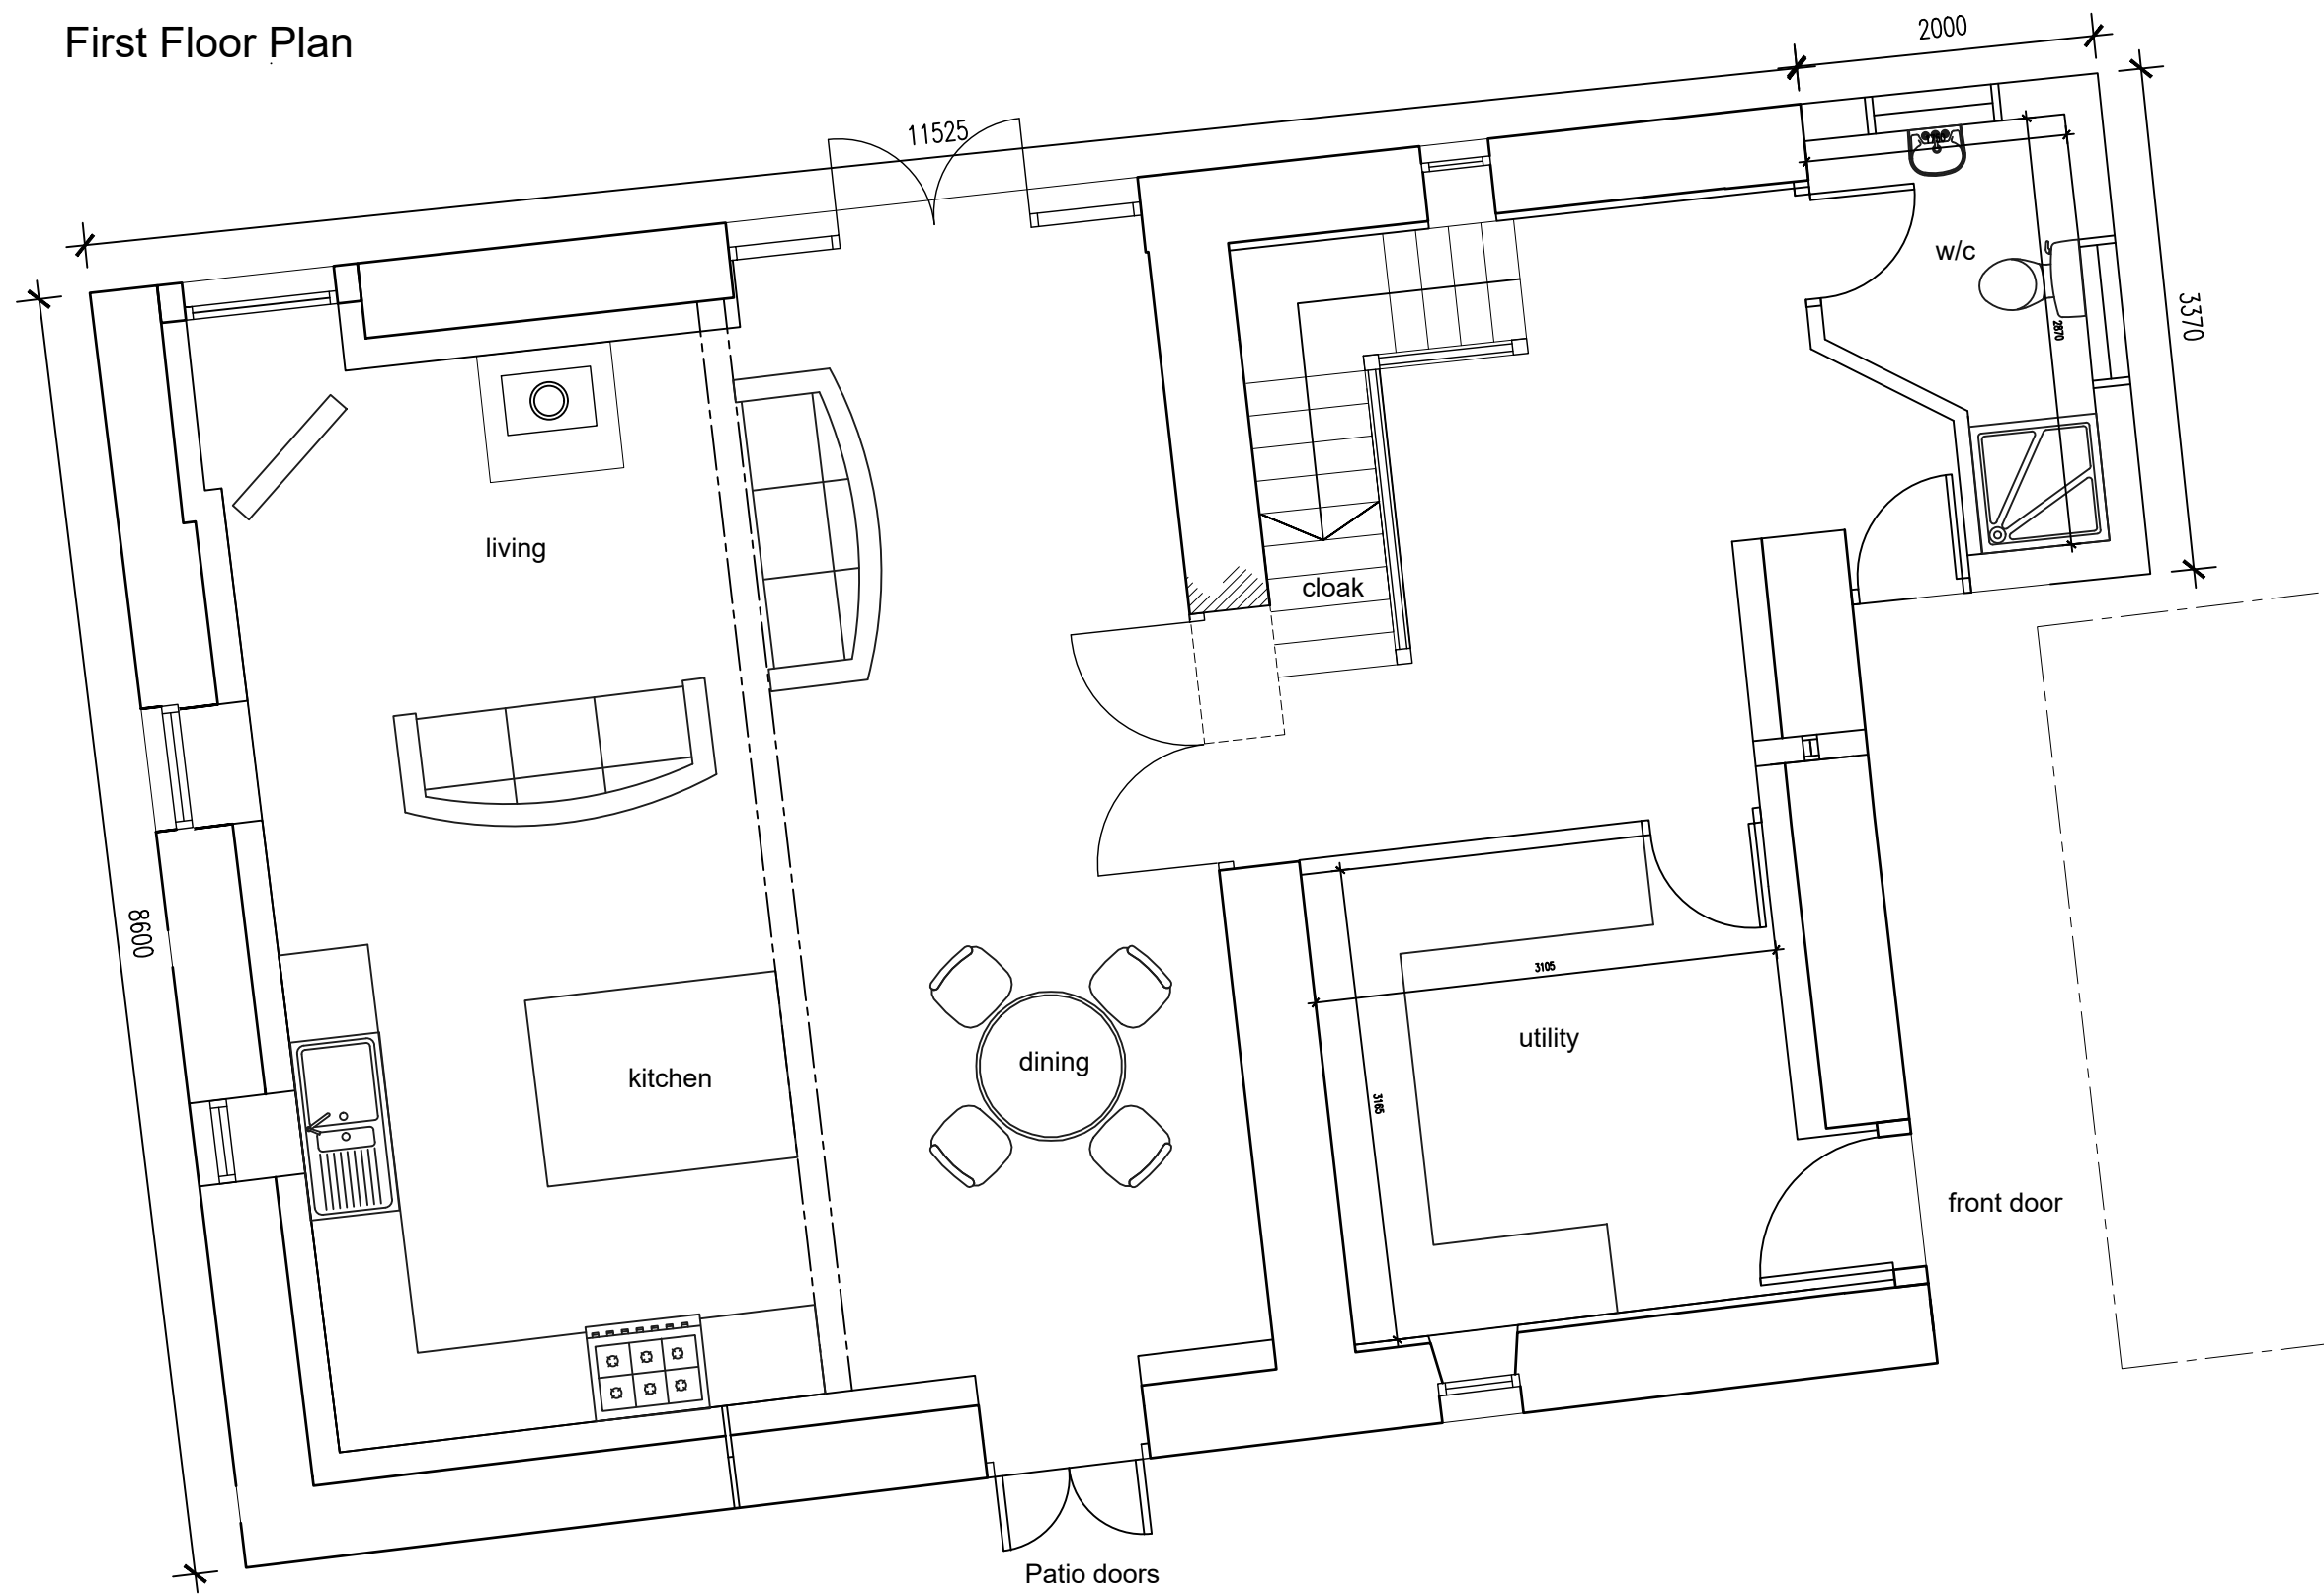 First Floor Plan
2000
11525
w/c
3370
2870
living
cloak
8600
3105
utility
dining
kitchen
3165
front door
Patio doors